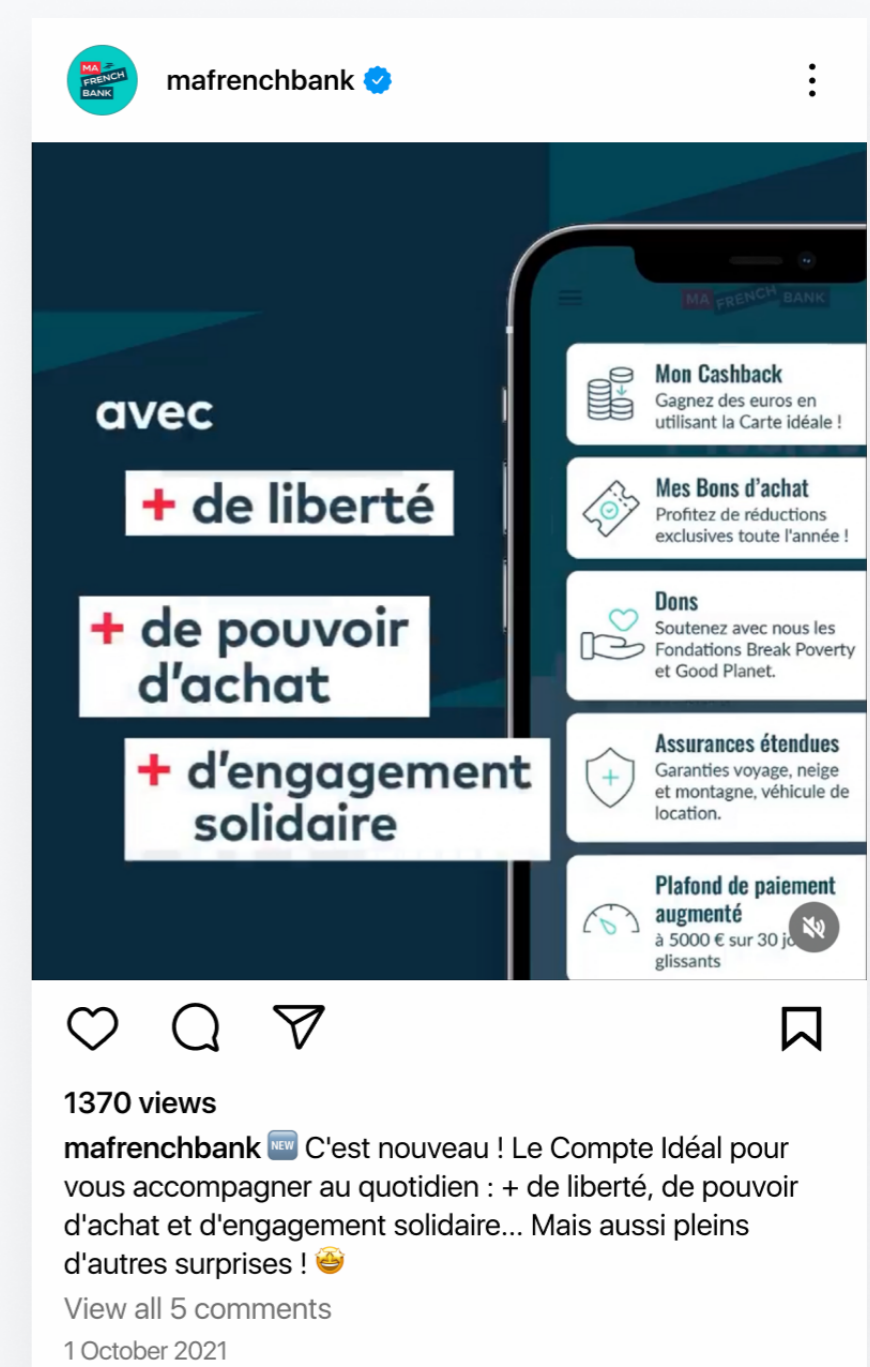 MA
FRENCH
BANK
mafrenchbank
MA FRENCH BANK
avec
+ de liberté
+ de pouvoir
d'achat
+ d'engagement
solidaire
Mon Cashback
Gagnez des euros en
utilisant la Carte idéale !
Mes Bons d'achat
Profitez de réductions
exclusives toute l'année !
Dons
Soutenez avec nous les
Fondations Break Poverty
et Good Planet.
Assurances étendues
Garanties voyage, neige
et montagne, véhicule de
location.
Plafond de paiement
augmenté
à 5000 € sur 30
glissants
1370 views
mafrenchbank 🆕 C'est nouveau ! Le Compte Idéal pour
vous accompagner au quotidien : + de liberté, de pouvoir
d'achat et d'engagement solidaire... Mais aussi pleins
d'autres surprises ! 🤩
View all 5 comments
1 October 2021